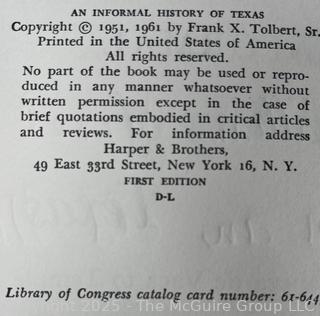 AN INFORMAL HISTORY OF TEXAS
Copyright © 1951, 1961 by Frank X. Tolbert, Sr.
Printed in the United States of America
All rights reserved.
No part of the book may be used or repro-
duced in any manner whatsoever without
written permission except in the case of
brief quotations embodied in critical articles
and reviews. For information address
Harper & Brothers,
49 East 33rd Street, New York 16, N. Y.
FIRST EDITION
D-L
Library of Congress catalog card number: 61-644
Copyright 2025 - The McGuire Group LLC